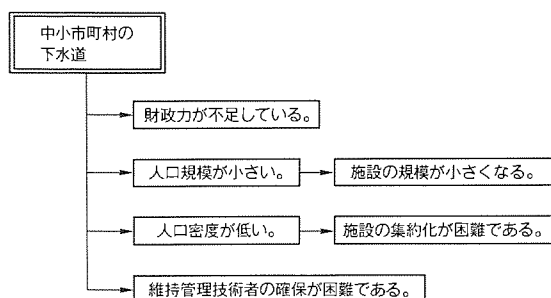 中小市町村の
下水道
財政力が不足している。
人口規模が小さい。
施設の規模が小さくなる。
人口密度が低い。
施設の集約化が困難である。
維持管理技術者の確保が困難である。